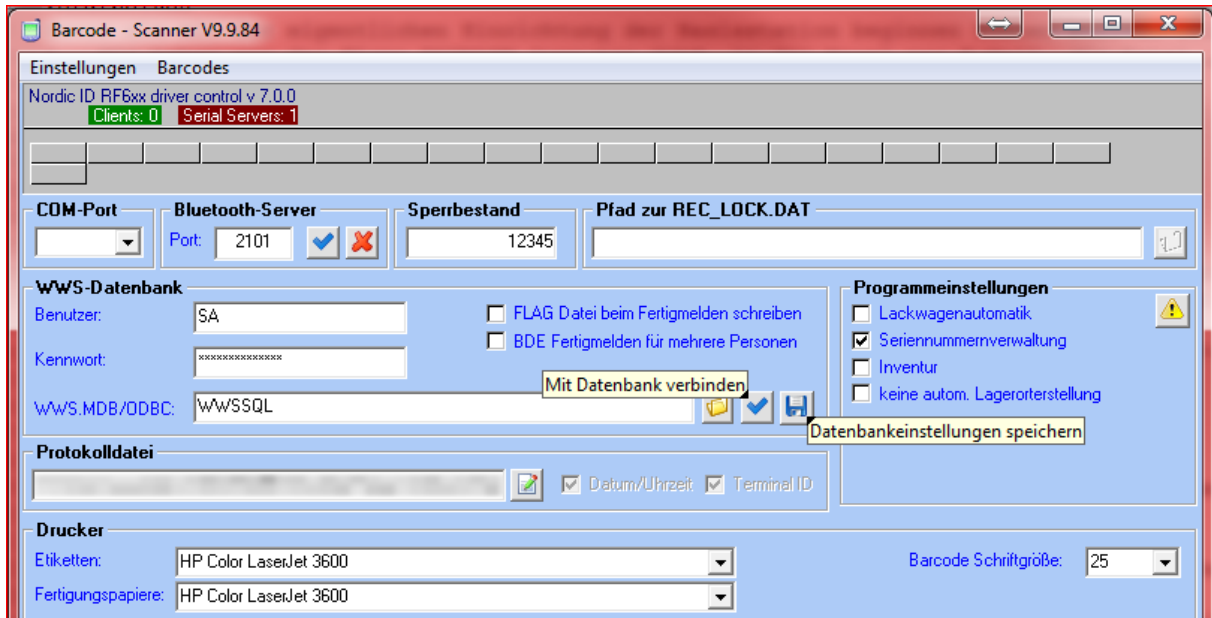 Barcode - Scanner V9.9.84
Einstellungen Barcodes
Nordic ID RF6xx driver control v 7.0.0
Clients: 0 Serial Servers: 1
COM-Port Bluetooth-Server Sperrbestand Pfad zur REC_LOCK.DAT
Port: 2101 12345
WWS-Datenbank Programmeinstellungen
Benutzer: SA FLAG Datei beim Fertigmelden schreiben Lackwagenautomatik
BDE Fertigmelden für mehrere Personen Seriennummernverwaltung
Kennwort: ************** Inventur
Mit Datenbank verbinden keine autom. Lagerorterstellung
WWS.MDB/ODBC: WWSSQL
Datenbankeinstellungen speichern
Protokolldatei
Datum/Uhrzeit Terminal ID
Drucker
Etiketten: HP Color LaserJet 3600 Barcode Schriftgröße: 25
Fertigungspapiere: HP Color LaserJet 3600